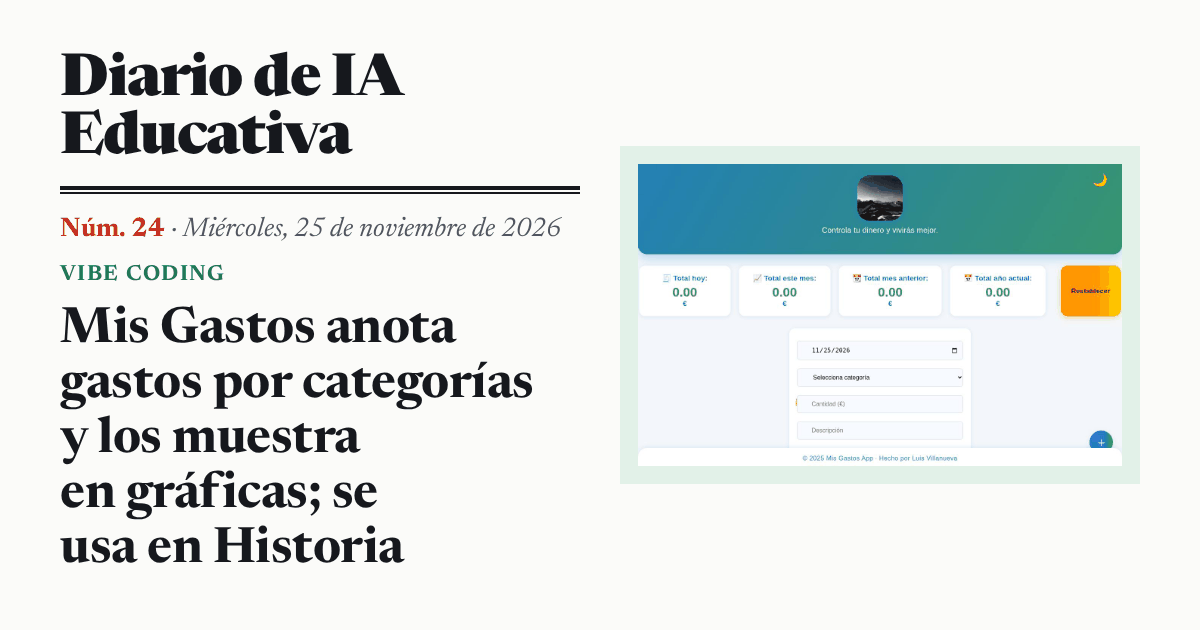 Diario de IA
Educativa
Núm. 24 · Miércoles, 25 de noviembre de 2026
VIBE CODING
Mis Gastos anota
gastos por categorías
y los muestra
en gráficas; se
usa en Historia
Controla tu dinero y vivirás mejor.
Total hoy:
0.00
€
Total este mes:
0.00
€
Total mes anterior:
0.00
€
Total año actual:
0.00
€
Restablecer
11/25/2026
Selecciona categoría
Cantidad (€)
Descripción
+
© 2025 Mis Gastos App · Hecho por Luis Villanueva